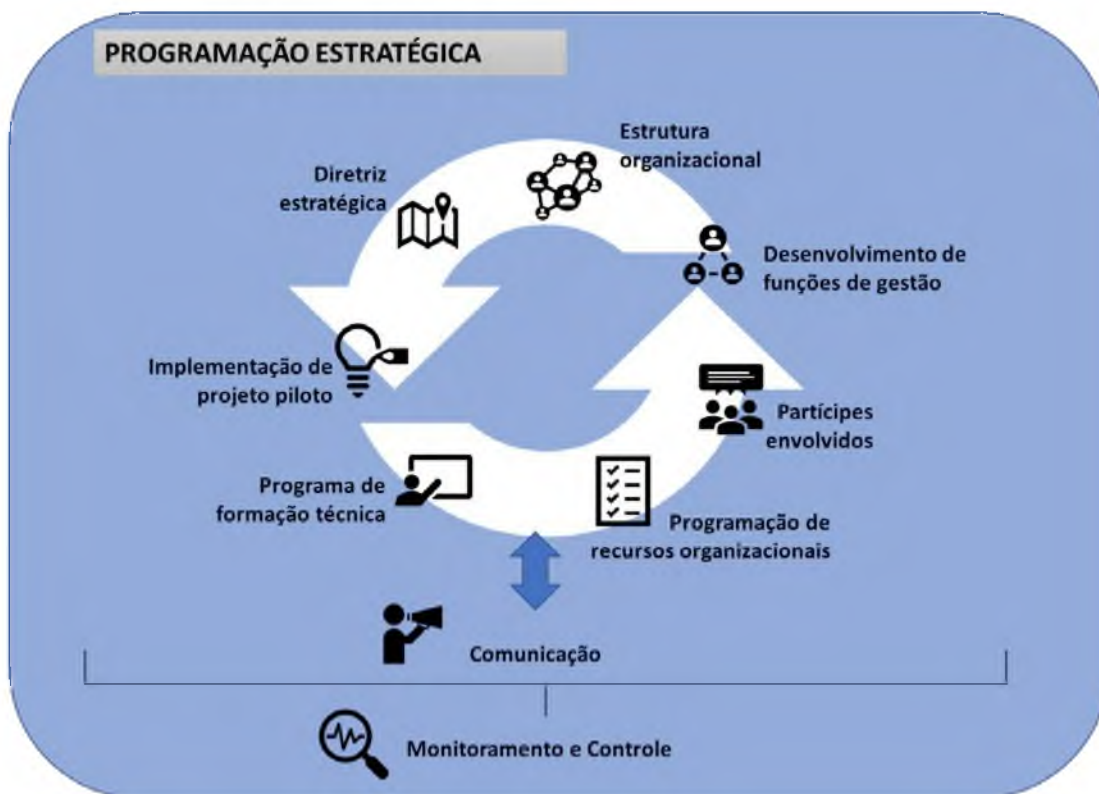 PROGRAMAÇÃO ESTRATÉGICA
Estrutura
organizacional
Diretriz
estratégica
Desenvolvimento de
funções de gestão
Implementação de
projeto piloto
Partícipes
envolvidos
Programa de
formação técnica
Programação de
recursos organizacionais
Comunicação
Monitoramento e Controle